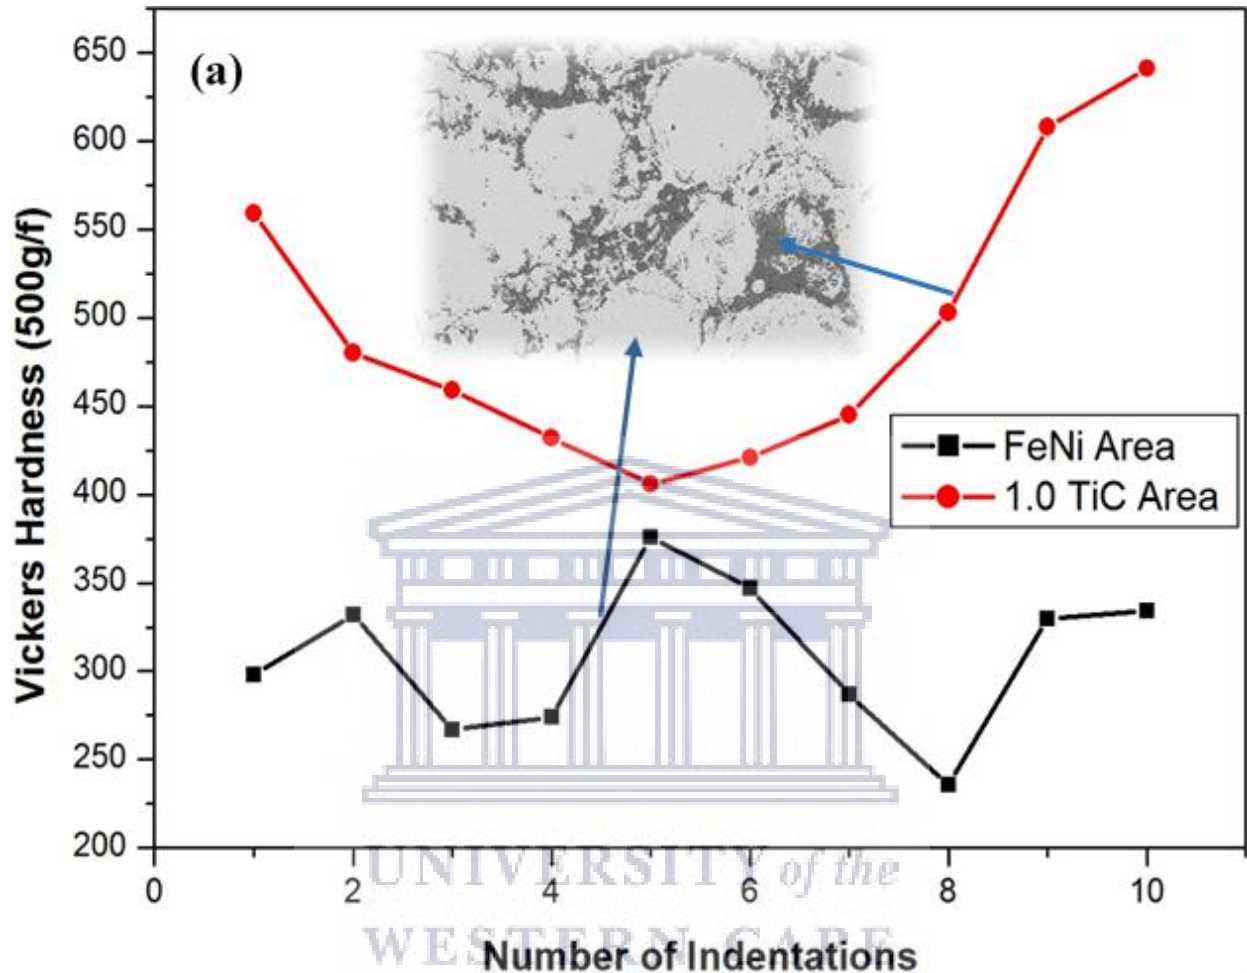 (a)
Vickers Hardness (500g/f)
650
600
550
500
450
400
350
300
250
200
FeNi Area
1.0 TiC Area
0 2 4 6 8 10
UNIVERSITY of the
WESTERN CAPE
Number of Indentations